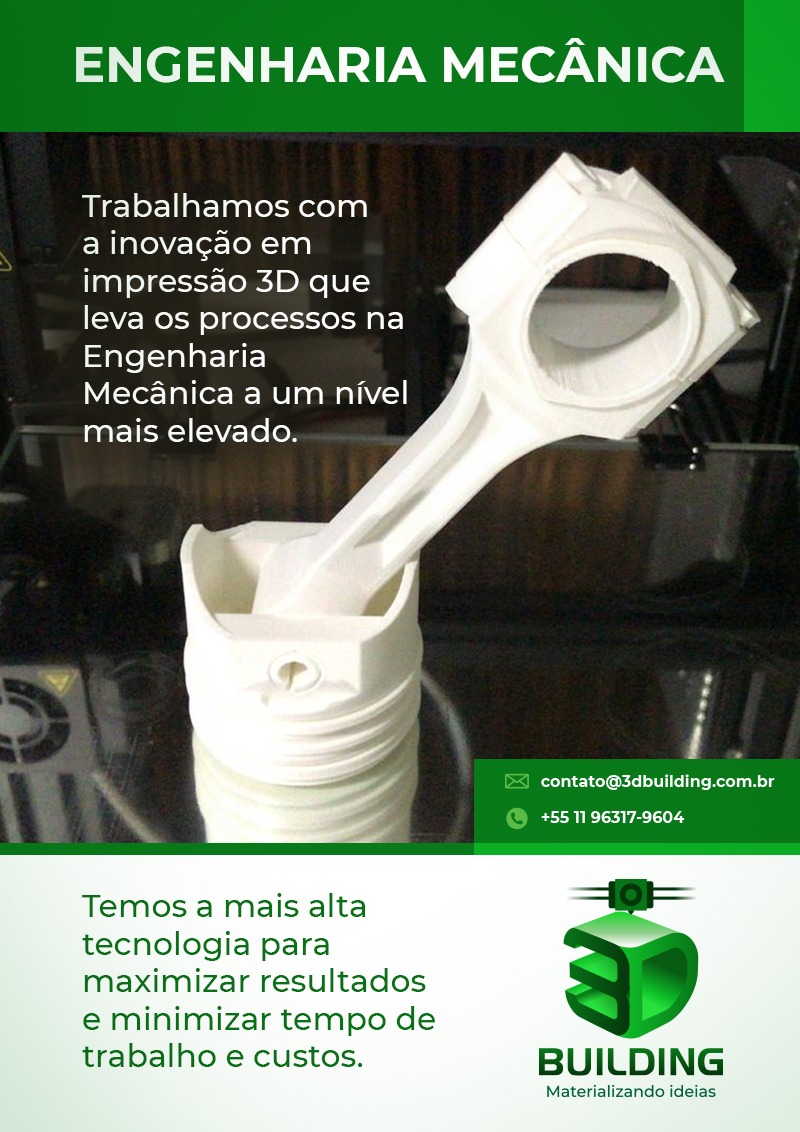 ENGENHARIA MECÂNICA
Trabalhamos com
a inovação em
impressão 3D que
leva os processos na
Engenharia
Mecânica a um nível
mais elevado.
contato@3dbuilding.com.br
+55 11 96317-9604
Temos a mais alta
tecnologia para
maximizar resultados
e minimizar tempo de
trabalho e custos.
3D
BUILDING
Materializando ideias